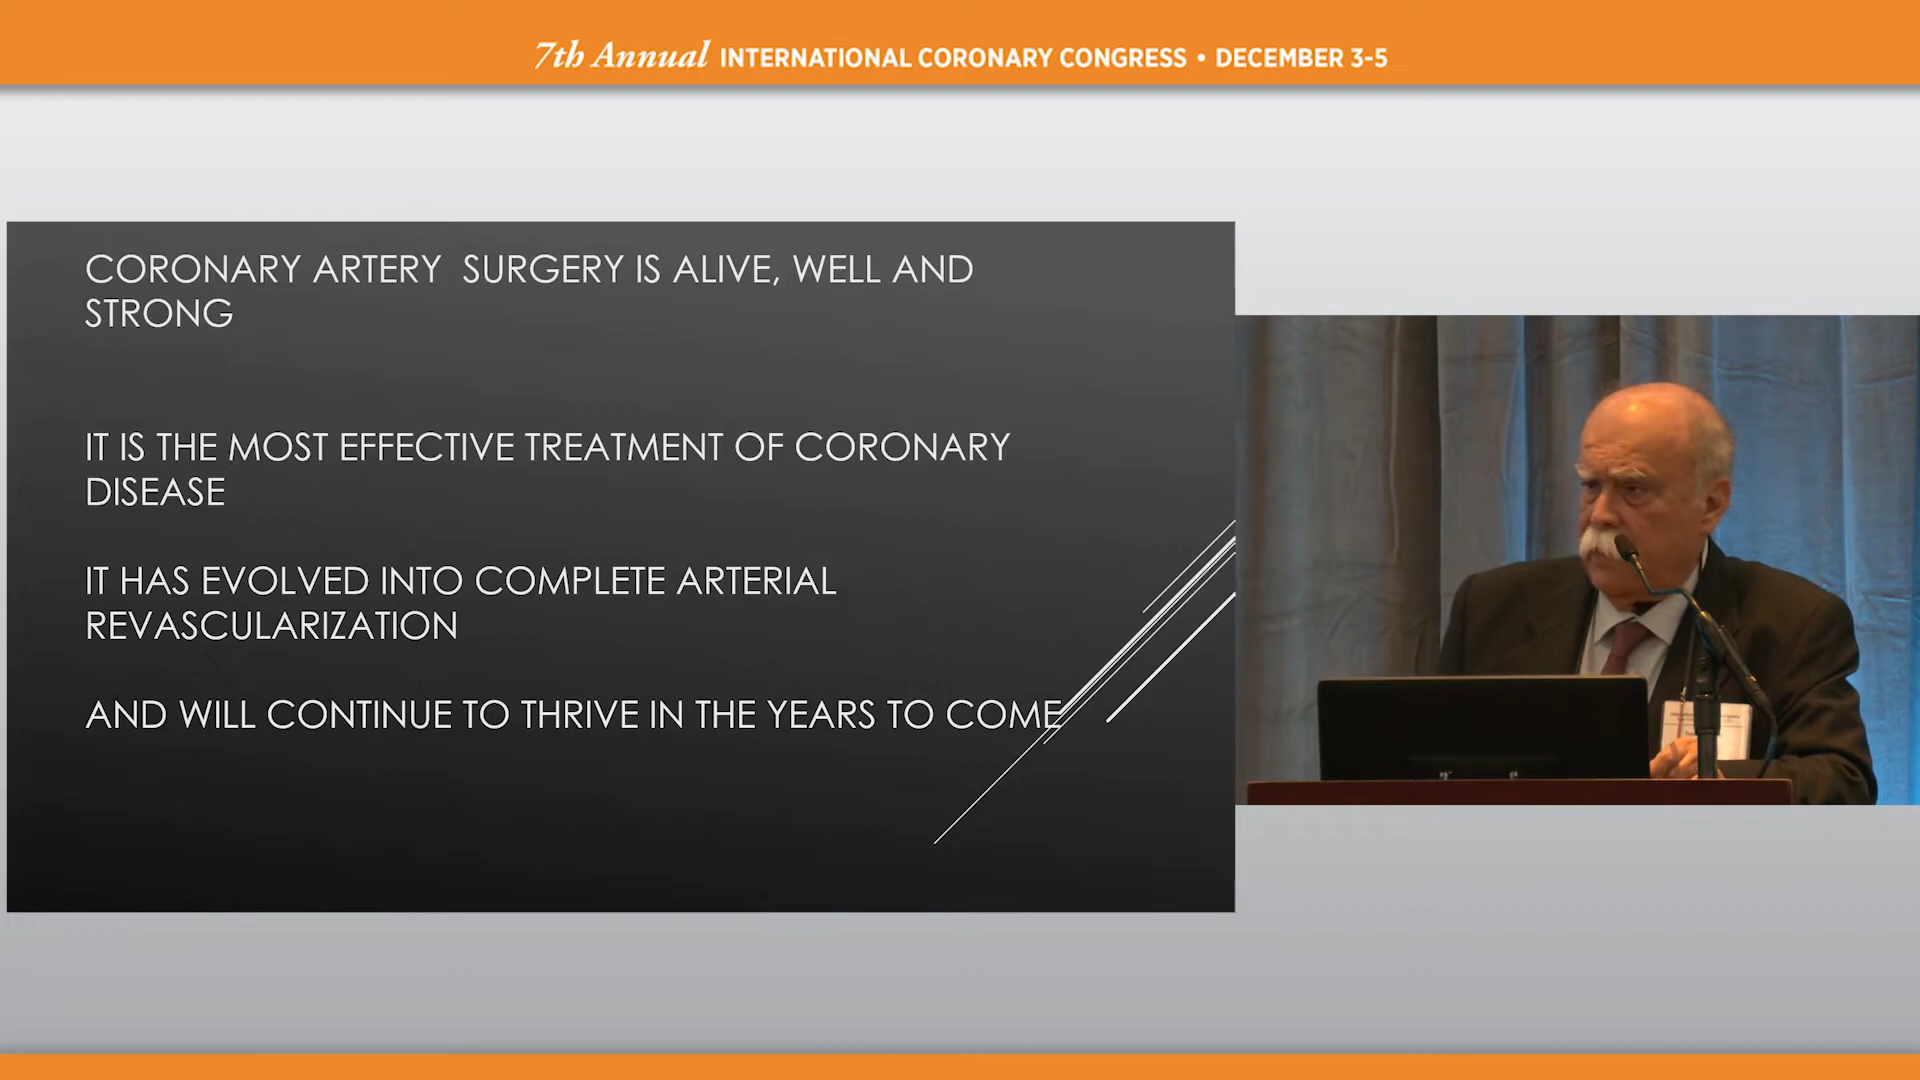 7th Annual INTERNATIONAL CORONARY CONGRESS • DECEMBER 3-5
CORONARY ARTERY SURGERY IS ALIVE, WELL AND
STRONG
IT IS THE MOST EFFECTIVE TREATMENT OF CORONARY
DISEASE
IT HAS EVOLVED INTO COMPLETE ARTERIAL
REVASCULARIZATION
AND WILL CONTINUE TO THRIVE IN THE YEARS TO COME